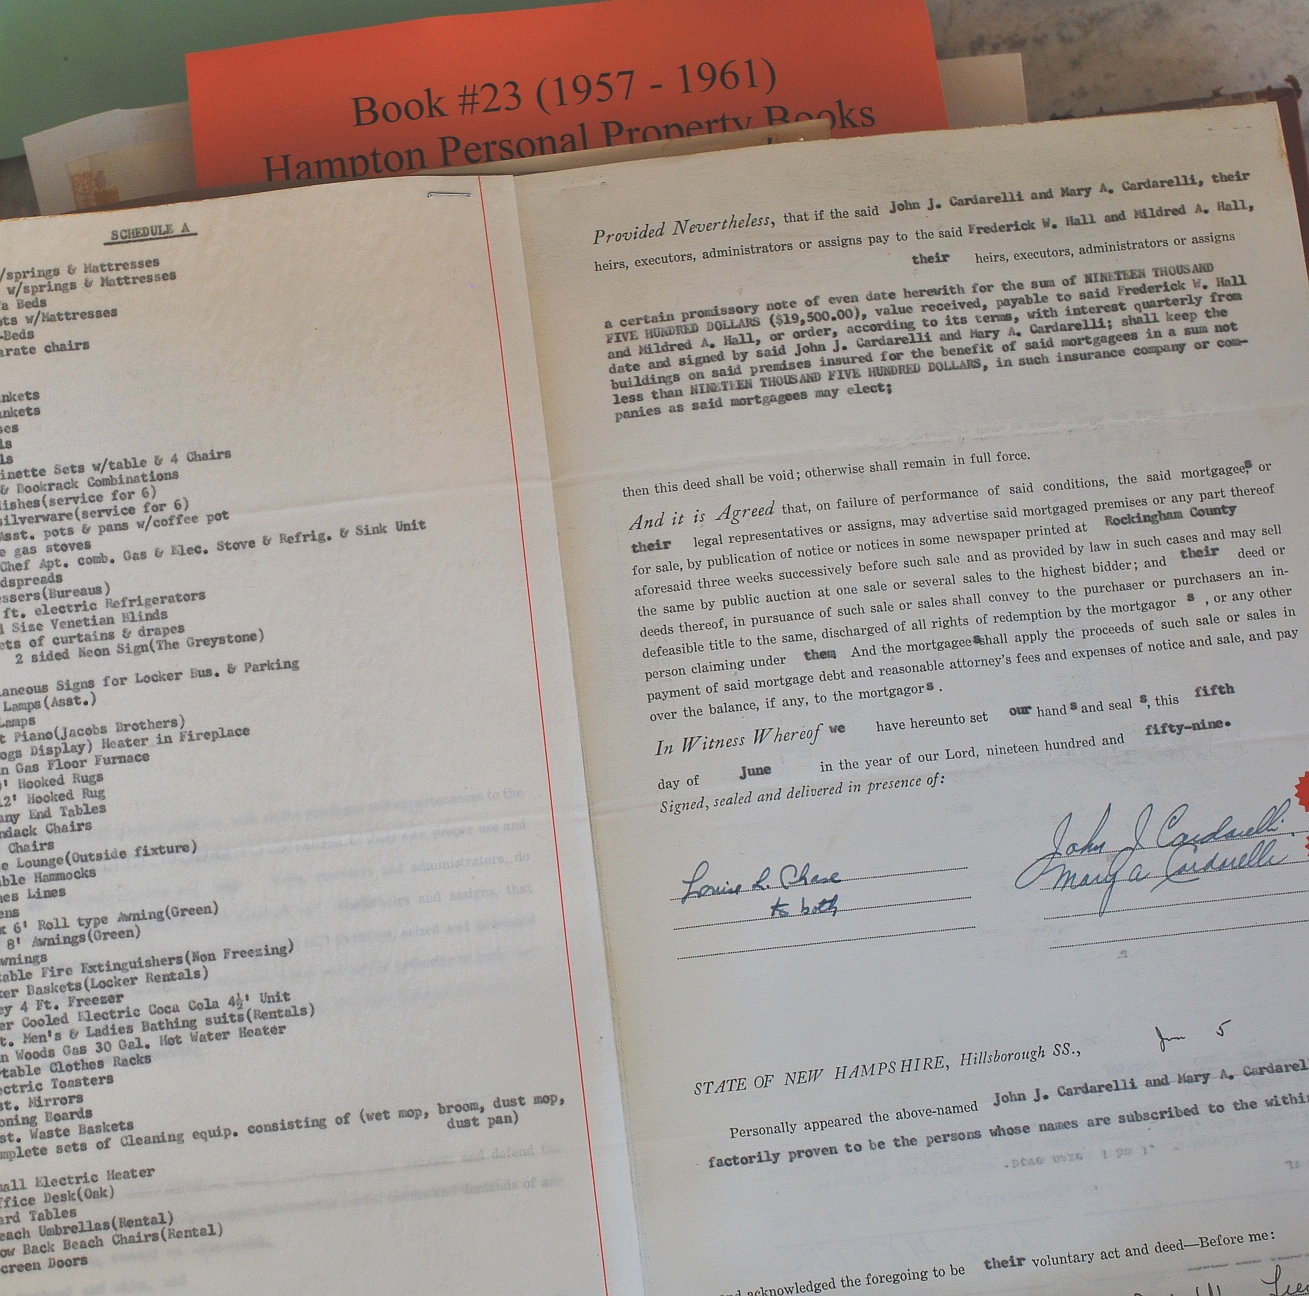 Book #23 (1957 - 1961)
Hampton Personal Property Books
SCHEDULE A
/springs & Mattresses
w/springs & Mattresses
a Beds
ts w/Mattresses
-Beds
arate chairs
nkets
ankets
ses
ls
ls
inette Sets w/table & 4 Chairs
& Bookrack Combinations
ishes(service for 6)
silverware(service for 6)
Asst. pots & pans w/coffee pot
e gas stoves
Chef Apt. comb. Gas & Elec. Stove & Refrig. & Sink Unit
dspreads
ssers(Bureaus)
ft. electric Refrigerators
l Size Venetian Blinds
ets of curtains & drapes
2 sided Neon Sign(The Greystone)
laneous Signs for Locker Bus. & Parking
Lamps(Asst.)
Lamps
t Piano(Jacobs Brothers)
ogs Display) Heater in Fireplace
n Gas Floor Furnace
' Hooked Rugs
12' Hooked Rug
any End Tables
ndack Chairs
Chairs
e Lounge(Outside fixture)
able Hammocks
nes Lines
ens
x 6' Roll type Awning(Green)
8' Awnings(Green)
wnings
table Fire Extinguishers(Non Freezing)
er Baskets(Locker Rentals)
ey 4 Ft. Freezer
er Cooled Electric Coca Cola 4½' Unit
t. Men's & Ladies Bathing suits(Rentals)
n Woods Gas 30 Gal. Hot Water Heater
table Clothes Racks
ectric Toasters
st. Mirrors
oning Boards
st. Waste Baskets
mplete sets of Cleaning equip. consisting of (wet mop, broom, dust mop,
dust pan)
mall Electric Heater
ffice Desk(Oak)
ard Tables
each Umbrellas(Rental)
ow Back Beach Chairs(Rental)
creen Doors
Provided Nevertheless, that if the said John J. Cardarelli and Mary A. Cardarelli, their
heirs, executors, administrators or assigns pay to the said Frederick W. Hall and Mildred A. Hall,
their heirs, executors, administrators or assigns
a certain promissory note of even date herewith for the sum of NINETEEN THOUSAND
FIVE HUNDRED DOLLARS ($19,500.00), value received, payable to said Frederick W. Hall
and Mildred A. Hall, or order, according to its terms, with interest quarterly from
date and signed by said John J. Cardarelli and Mary A. Cardarelli; shall keep the
buildings on said premises insured for the benefit of said mortgagees in a sum not
less than NINETEEN THOUSAND FIVE HUNDRED DOLLARS, in such insurance company or com-
panies as said mortgagees may elect;
then this deed shall be void; otherwise shall remain in full force.
And it is Agreed that, on failure of performance of said conditions, the said mortgagees, or
their legal representatives or assigns, may advertise said mortgaged premises or any part thereof
for sale, by publication of notice or notices in some newspaper printed at Rockingham County
aforesaid three weeks successively before such sale and as provided by law in such cases and may sell
the same by public auction at one sale or several sales to the highest bidder; and their deed or
deeds thereof, in pursuance of such sale or sales shall convey to the purchaser or purchasers an in-
defeasible title to the same, discharged of all rights of redemption by the mortgagor s , or any other
person claiming under them And the mortgagee s shall apply the proceeds of such sale or sales in
payment of said mortgage debt and reasonable attorney's fees and expenses of notice and sale, and pay
over the balance, if any, to the mortgagor s .
In Witness Whereof we have hereunto set our hand s and seal s , this fifth
day of June in the year of our Lord, nineteen hundred and fifty-nine.
Signed, sealed and delivered in presence of:
John J Cardarelli
Louise L. Chase Mary A Cardarelli
to both
STATE OF NEW HAMPSHIRE, Hillsborough SS., June 5
Personally appeared the above-named John J. Cardarelli and Mary A. Cardarel
factorily proven to be the persons whose names are subscribed to the within
acknowledged the foregoing to be their voluntary act and deed—Before me: